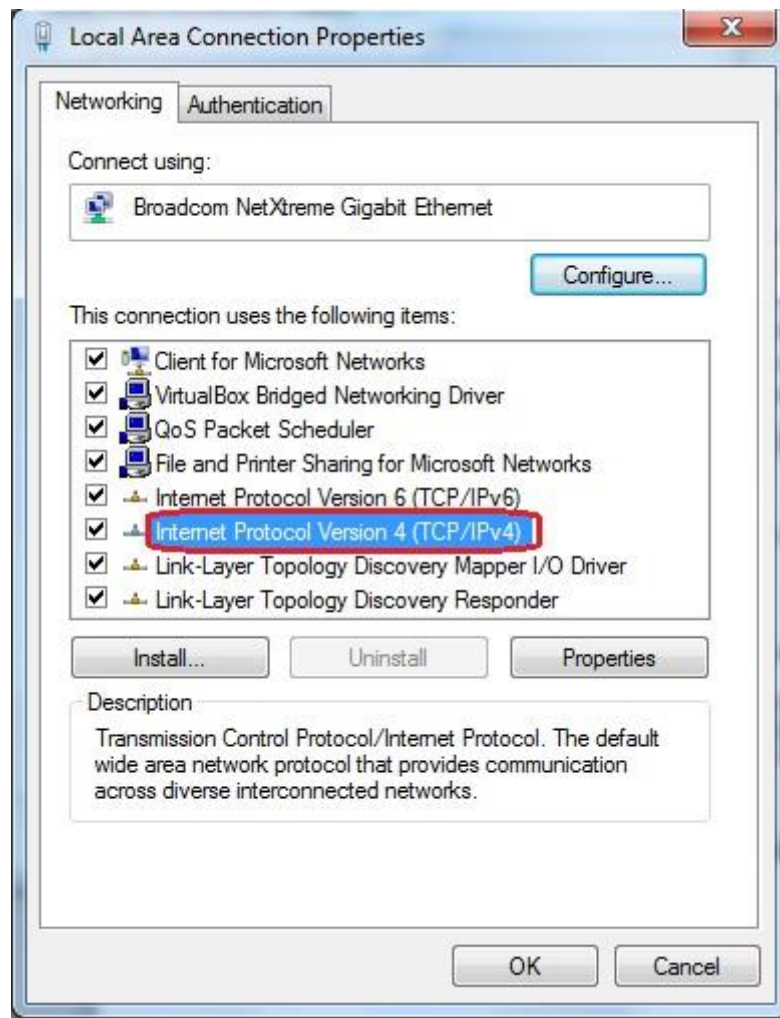 Local Area Connection Properties
Networking
Authentication
Connect using:
Broadcom NetXtreme Gigabit Ethernet
Configure...
This connection uses the following items:
Client for Microsoft Networks
VirtualBox Bridged Networking Driver
QoS Packet Scheduler
File and Printer Sharing for Microsoft Networks
Internet Protocol Version 6 (TCP/IPv6)
Internet Protocol Version 4 (TCP/IPv4)
Link-Layer Topology Discovery Mapper I/O Driver
Link-Layer Topology Discovery Responder
Install...
Uninstall
Properties
Description
Transmission Control Protocol/Internet Protocol. The default
wide area network protocol that provides communication
across diverse interconnected networks.
OK
Cancel